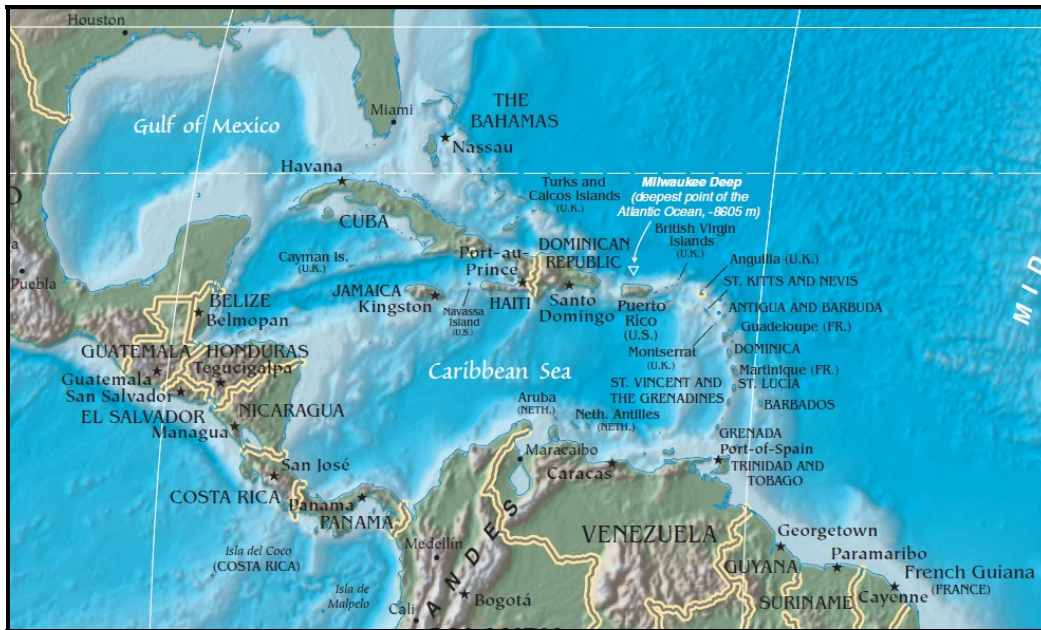 Houston
Miami
THE
BAHAMAS
Nassau
Gulf of Mexico
Havana
CUBA
Turks and
Caicos Islands
(U.K.)
Milwaukee Deep
(deepest point of the
Atlantic Ocean, -8605 m)
British Virgin
Islands
(U.K.)
Anguilla (U.K.)
ST. KITTS AND NEVIS
ANTIGUA AND BARBUDA
Guadeloupe (FR.)
Montserrat
(U.K.)
DOMINICA
Martinique (FR.)
ST. LUCIA
BARBADOS
ST. VINCENT AND
THE GRENADINES
GRENADA
Port-of-Spain
TRINIDAD AND
TOBAGO
Cayman Is.
(U.K.)
JAMAICA
Kingston
Navassa
Island
(U.S.)
Port-au-
Prince
HAITI
DOMINICAN
REPUBLIC
Santo
Domingo
Puerto
Rico
(U.S.)
MID
Puebla
BELIZE
Belmopan
GUATEMALA
Guatemala
HONDURAS
Tegucigalpa
San Salvador
EL SALVADOR
NICARAGUA
Managua
San José
COSTA RICA
Panama
PANAMA
Isla del Coco
(COSTA RICA)
Isla de
Malpelo
Caribbean Sea
Aruba
(NETH.)
Neth. Antilles
(NETH.)
Maracaibo
Caracas
VENEZUELA
ANDES
Medellín
Bogotá
Cali
Georgetown
GUYANA
Paramaribo
SURINAME
French Guiana
(FRANCE)
Cayenne